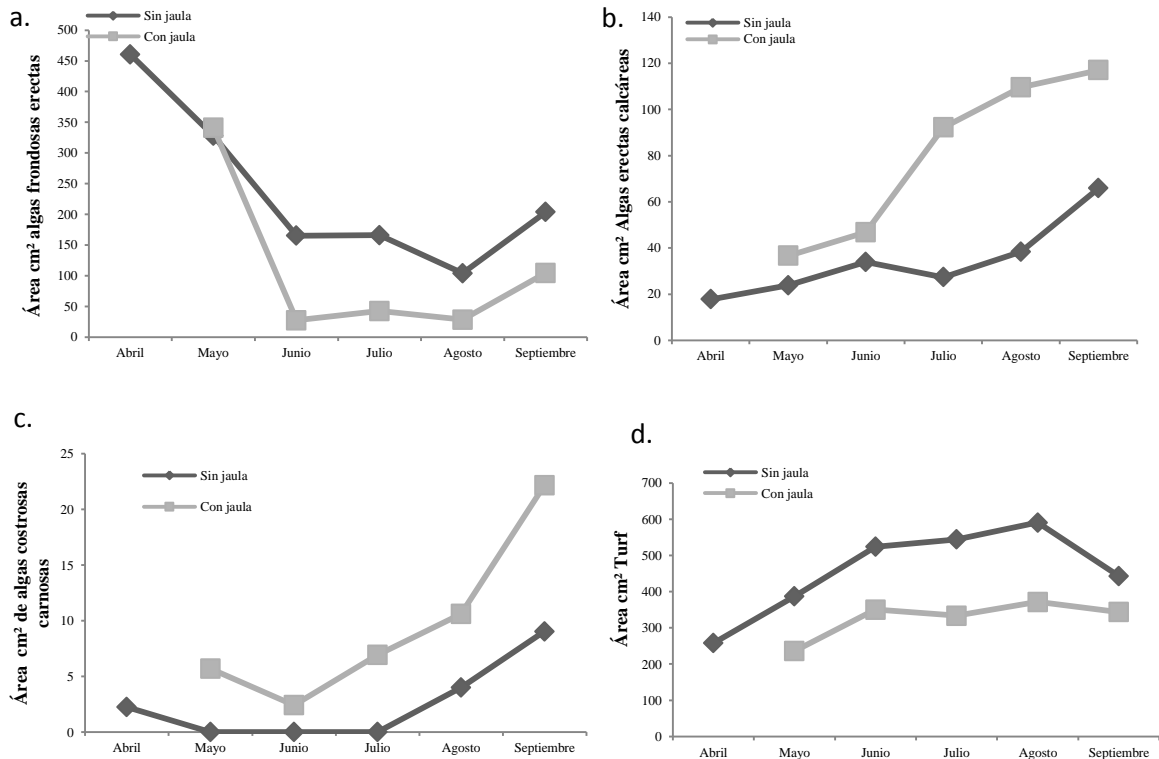 a.
Sin jaula
Con jaula
Área cm² algas frondosas erectas
500
450
400
350
300
250
200
150
100
50
0
Abril Mayo Junio Julio Agosto Septiembre
b.
Sin jaula
Con jaula
Área cm² Algas erectas calcáreas
140
120
100
80
60
40
20
0
Abril Mayo Junio Julio Agosto Septiembre
c.
Sin jaula
Con jaula
Área cm² de algas costrosas
carnosas
25
20
15
10
5
0
Abril Mayo Junio Julio Agosto Septiembre
d.
Sin jaula
Con jaula
Área cm² Turf
700
600
500
400
300
200
100
0
Abril Mayo Junio Julio Agosto Septiembre